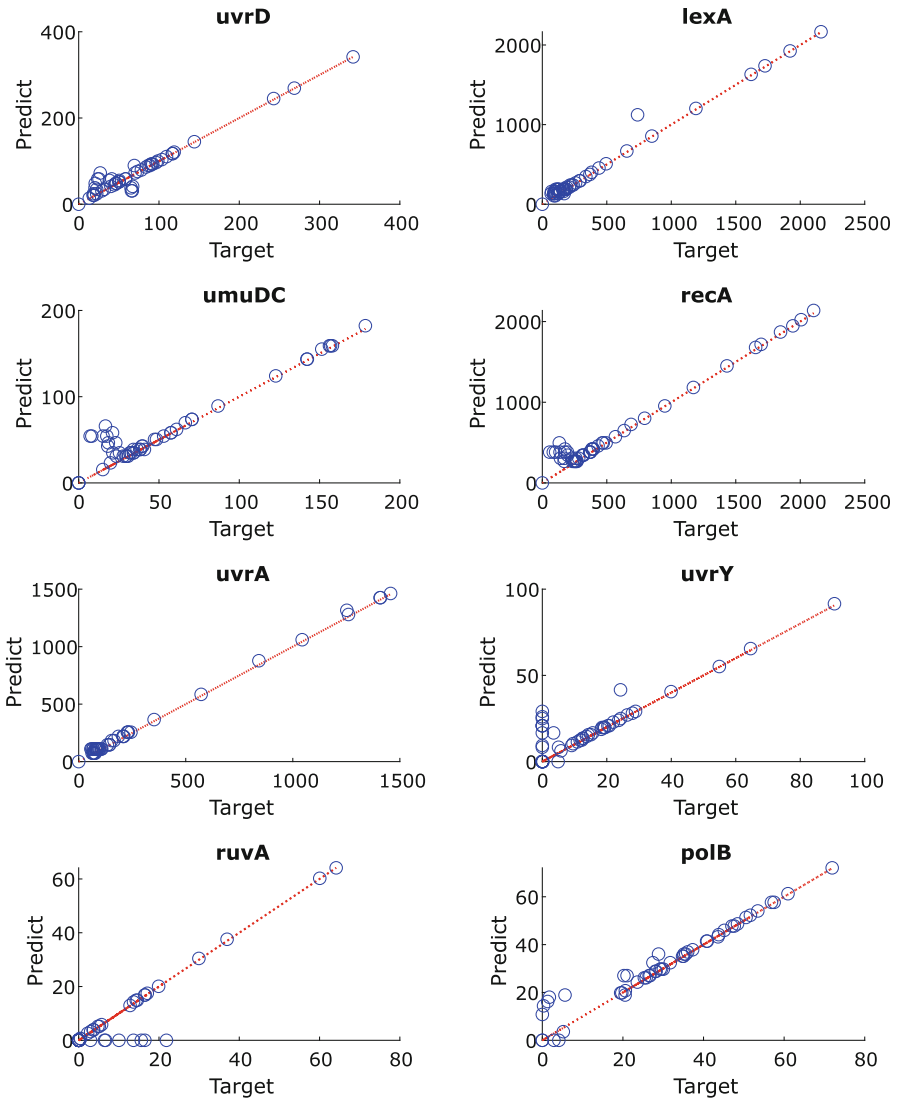 uvrD
400
200
0
0
100
200
300
400
Predict
Target
lexA
2000
1000
0
0
500
1000
1500
2000
2500
Predict
Target
umuDC
200
100
0
0
50
100
150
200
Predict
Target
recA
2000
1000
0
0
500
1000
1500
2000
2500
Predict
Target
uvrA
1500
1000
500
0
0
500
1000
1500
Predict
Target
uvrY
100
50
0
0
20
40
60
80
100
Predict
Target
ruvA
60
40
20
0
0
20
40
60
80
Predict
Target
polB
60
40
20
0
0
20
40
60
80
Predict
Target